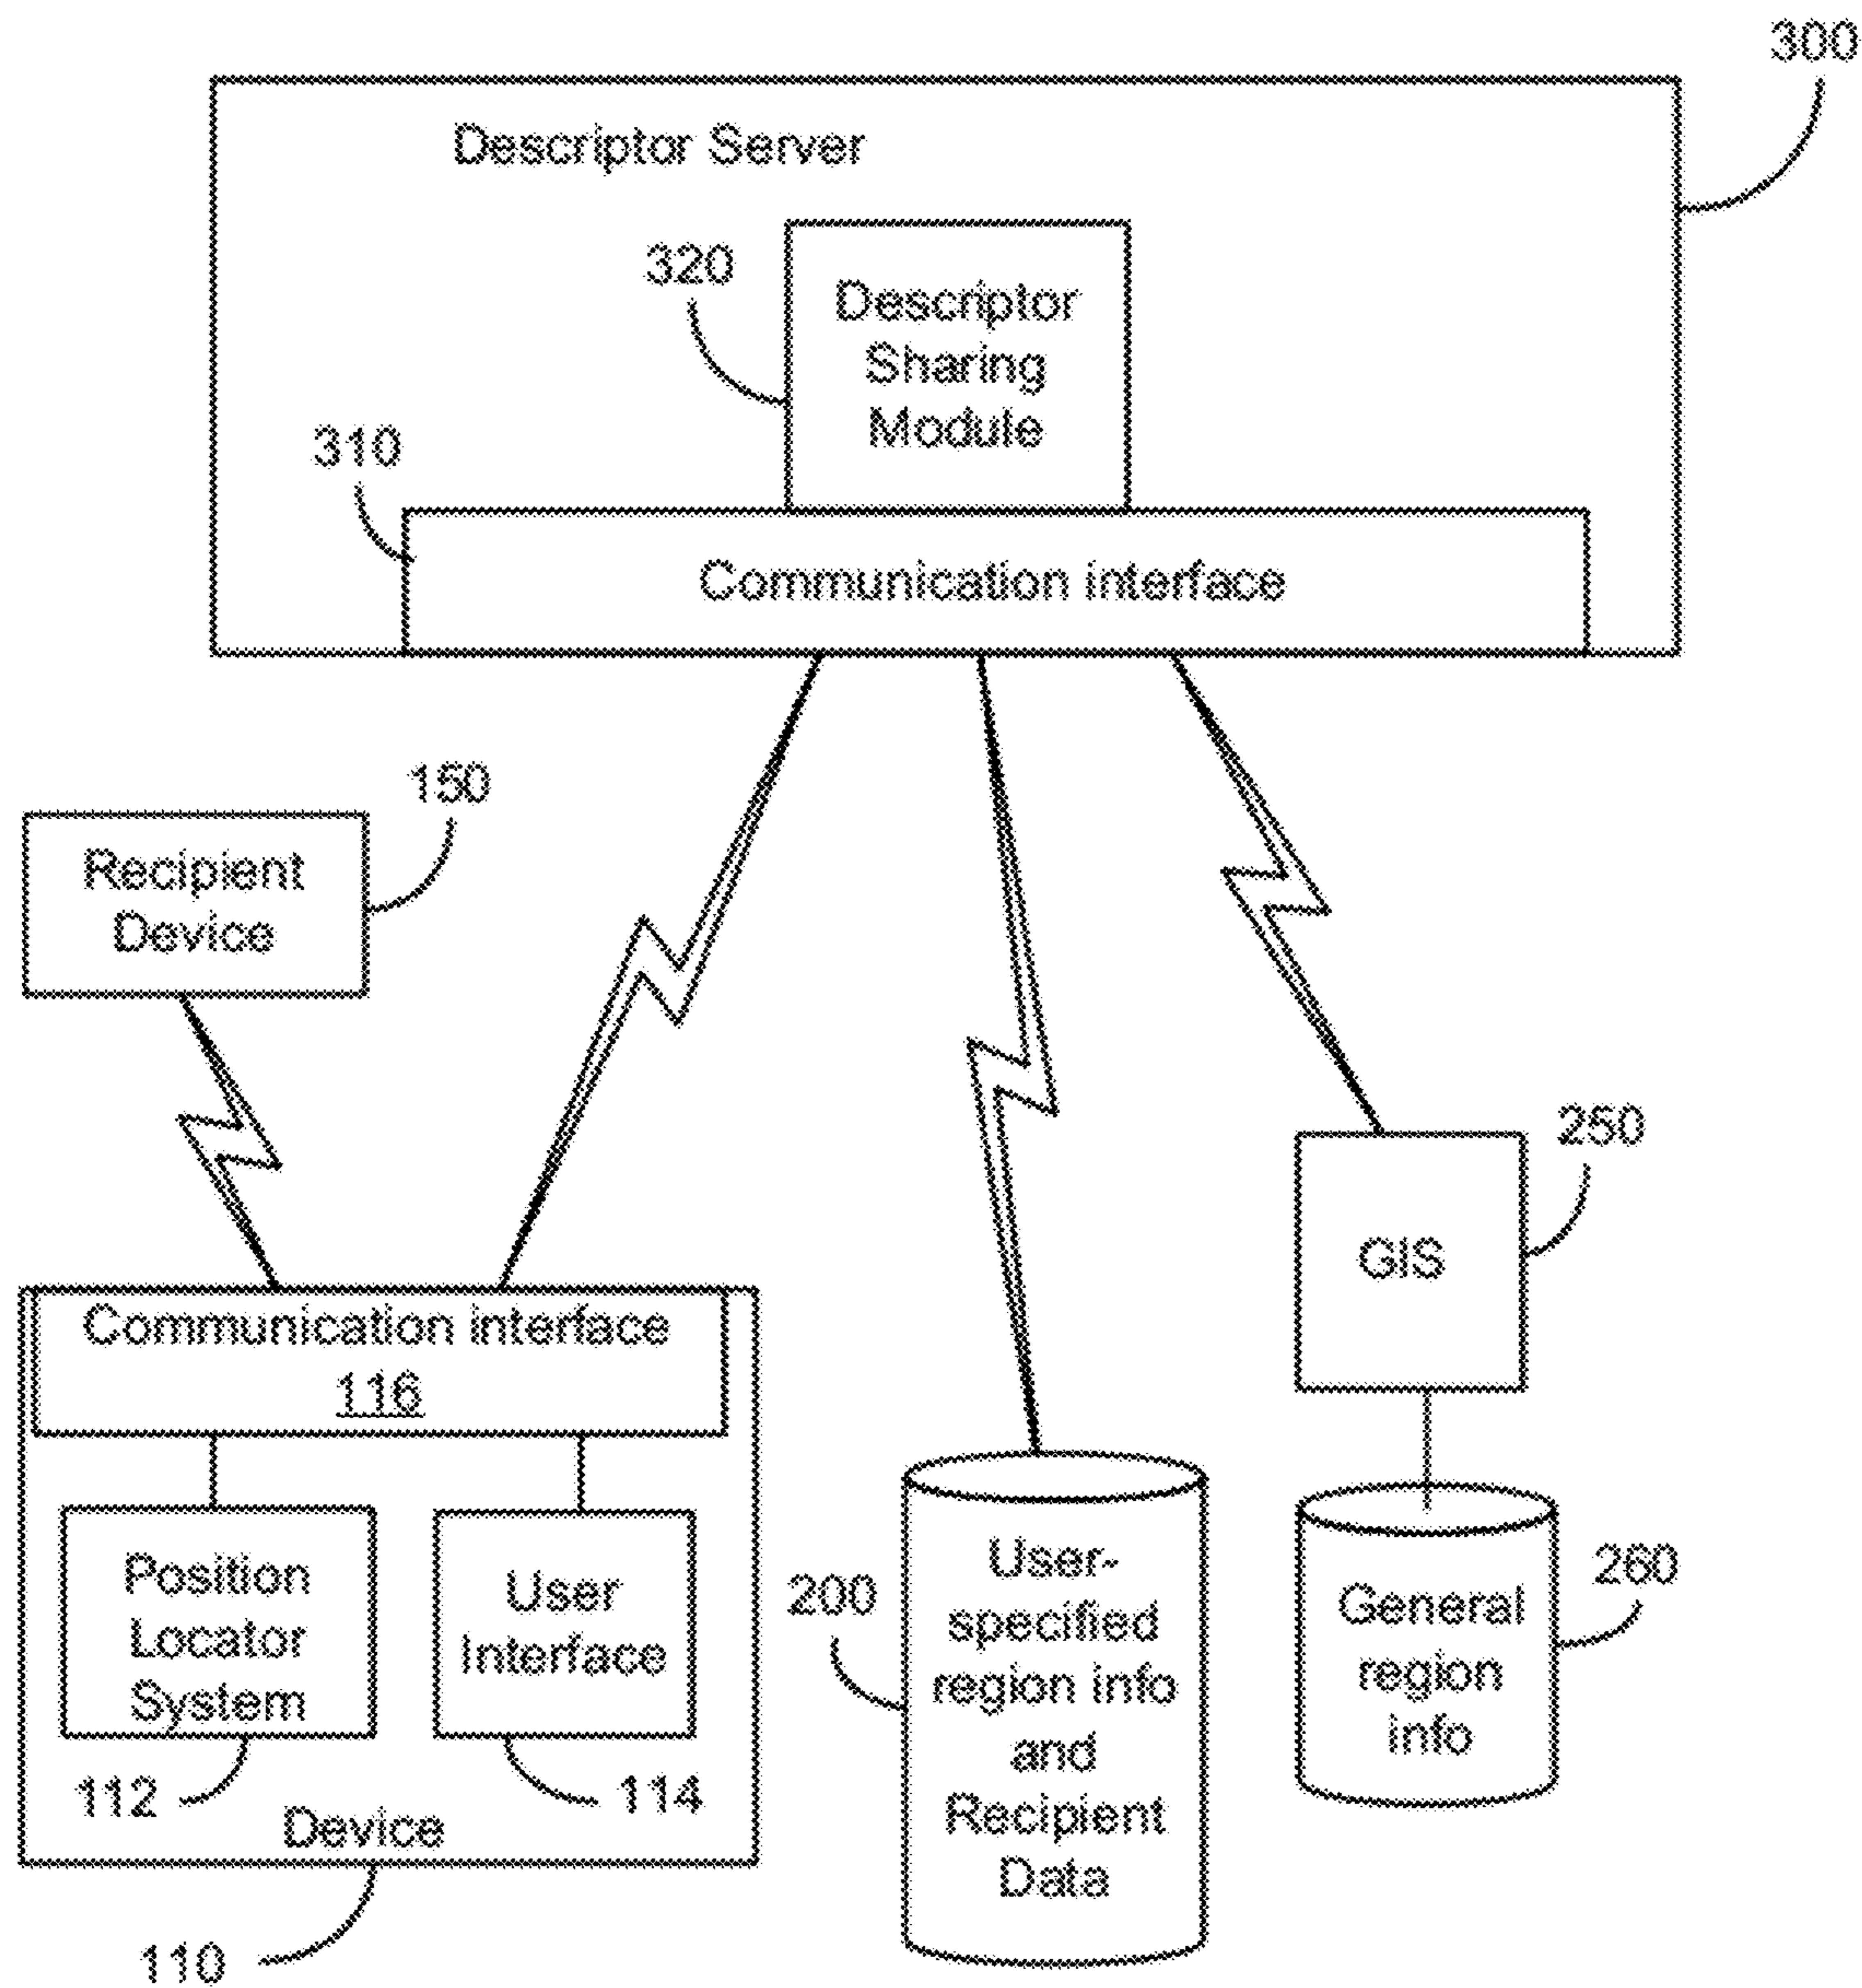 300
Descriptor Server
320
Descriptor
Sharing
Module
310
Communication interface
150
Recipient
Device
250
GIS
Communication interface
116
Position
Locator
System
User
Interface
112
114
Device
110
200
User-
specified
region info
and
Recipient
Data
260
General
region
info